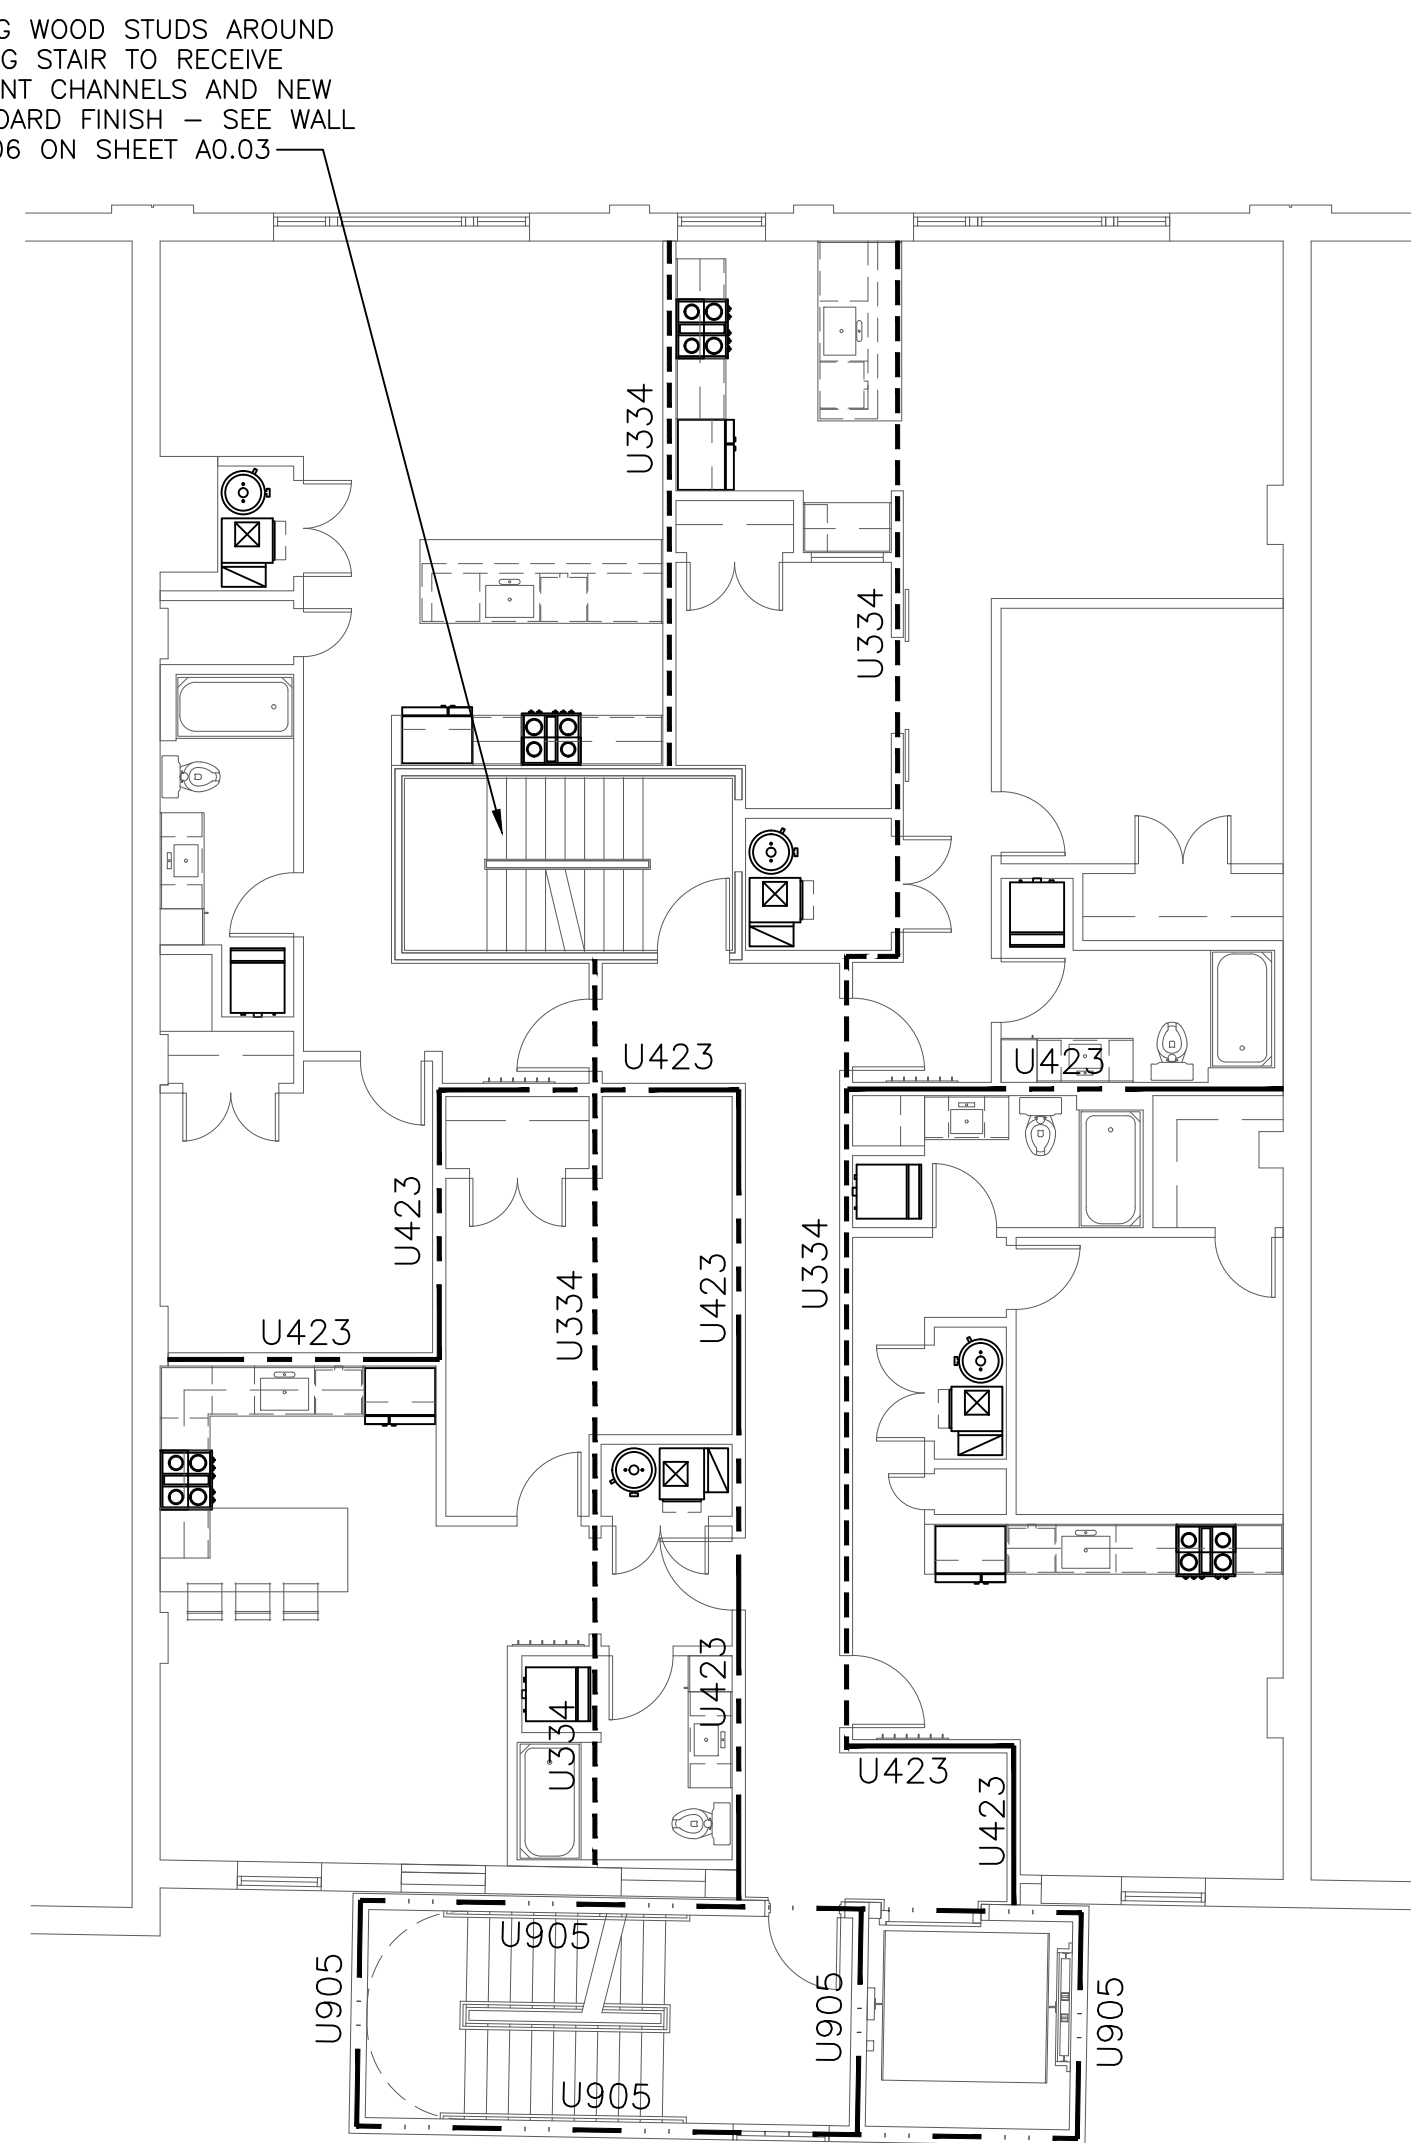 G WOOD STUDS AROUND
G STAIR TO RECEIVE
NT CHANNELS AND NEW
OARD FINISH – SEE WALL
06 ON SHEET A0.03
U334
U334
U423
U423
U423
U334
U423
U334
U423
U423
U334
U423
U423
U905
U905
U905
U905
U905